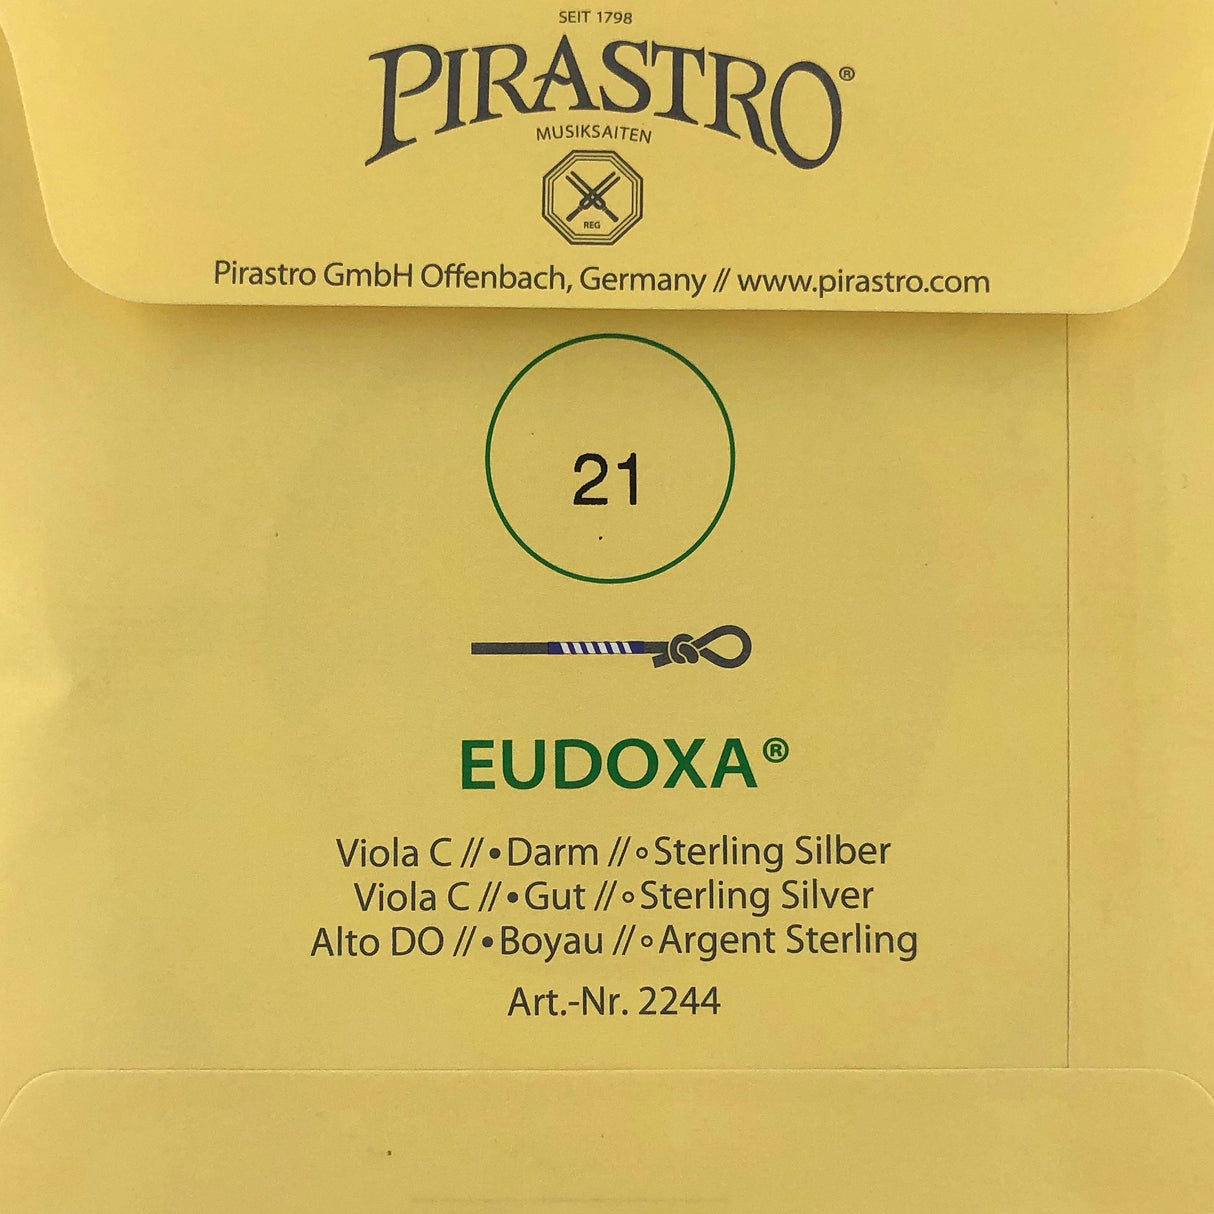 SEIT 1798
PIRASTRO®
MUSIKSAITEN
REG
Pirastro GmbH Offenbach, Germany // www.pirastro.com
21
EUDOXA®
Viola C //•Darm //∘Sterling Silber
Viola C //•Gut //∘Sterling Silver
Alto DO //•Boyau //∘Argent Sterling
Art.-Nr. 2244